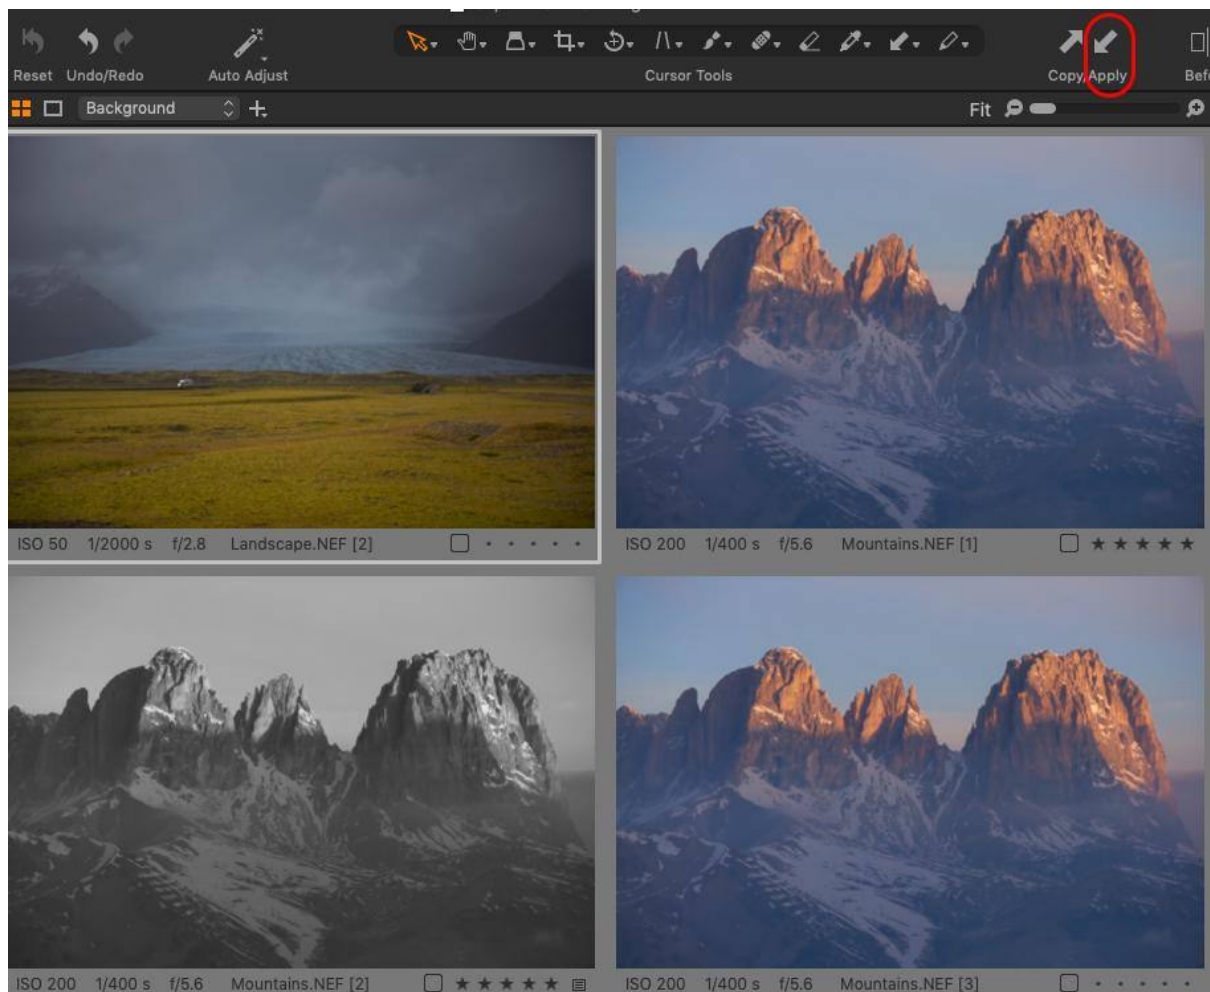 Reset Undo/Redo Auto Adjust Cursor Tools Copy/Apply
Background Fit
ISO 50 1/2000 s f/2.8 Landscape.NEF [2]
ISO 200 1/400 s f/5.6 Mountains.NEF [1]
ISO 200 1/400 s f/5.6 Mountains.NEF [2]
ISO 200 1/400 s f/5.6 Mountains.NEF [3]